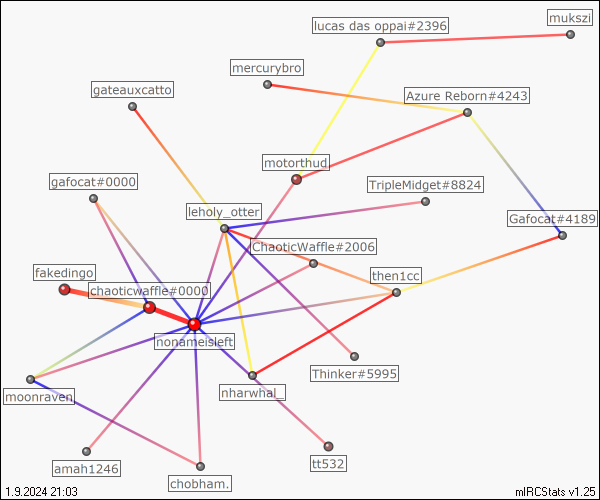 mukszi
lucas das oppai#2396
mercurybro
gateauxcatto
Azure Reborn#4243
motorthud
gafocat#0000
TripleMidget#8824
leholy_otter
Gafocat#4189
ChaoticWaffle#2006
fakedingo
then1cc
chaoticwaffle#0000
nonameisleft
Thinker#5995
moonraven
nharwhal_
amah1246
tt532
chobham.
1.9.2024 21:03
mIRCStats v1.25